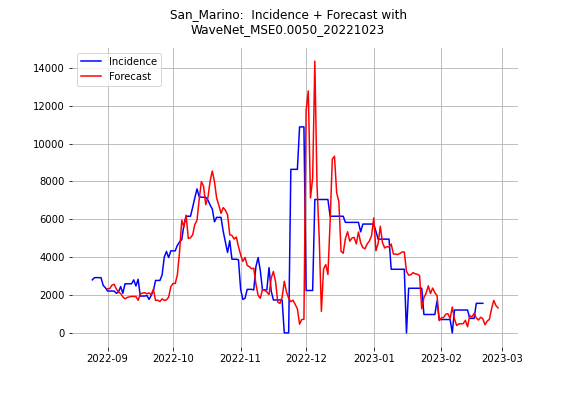 San_Marino:  Incidence + Forecast with
WaveNet_MSE0.0050_20221023
Incidence
Forecast
14000
12000
10000
8000
6000
4000
2000
0
2022-09 2022-10 2022-11 2022-12 2023-01 2023-02 2023-03